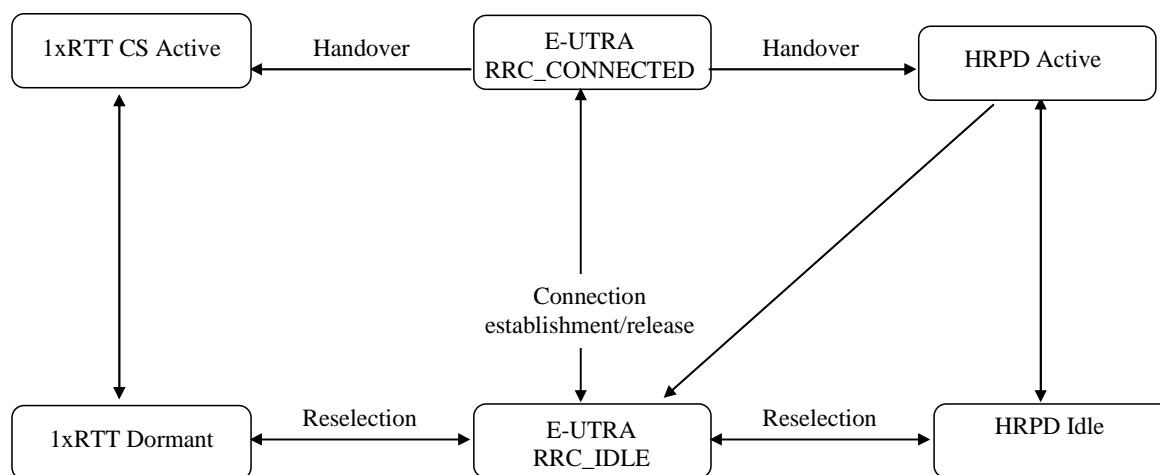 1xRTT CS Active
Handover
E-UTRA
RRC_CONNECTED
Handover
HRPD Active
Connection
establishment/release
1xRTT Dormant
Reselection
E-UTRA
RRC_IDLE
Reselection
HRPD Idle